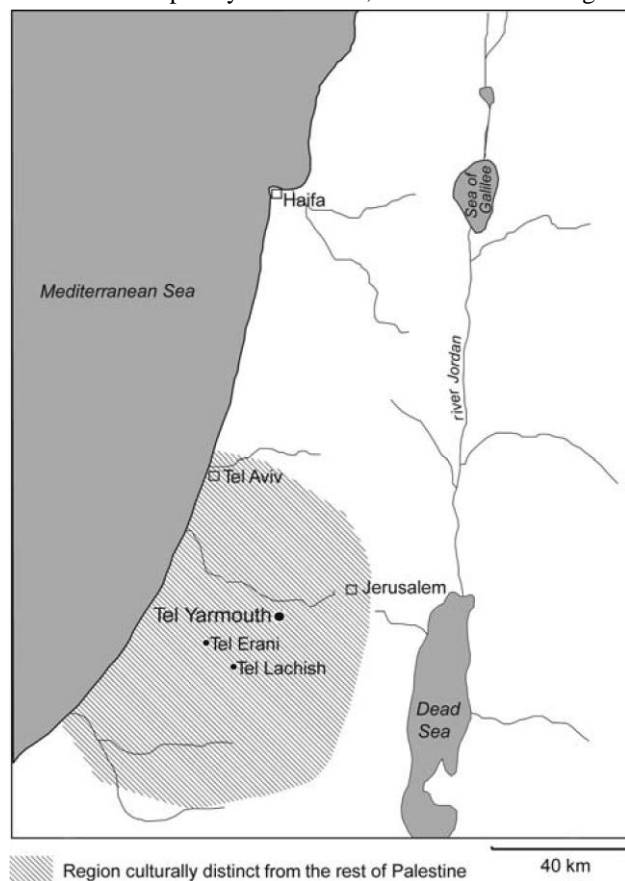 Sea of
Galilee
Haifa
Mediterranean Sea
river Jordan
Tel Aviv
Jerusalem
Tel Yarmouth
Tel Erani
Tel Lachish
Dead
Sea
Region culturally distinct from the rest of Palestine
40 km